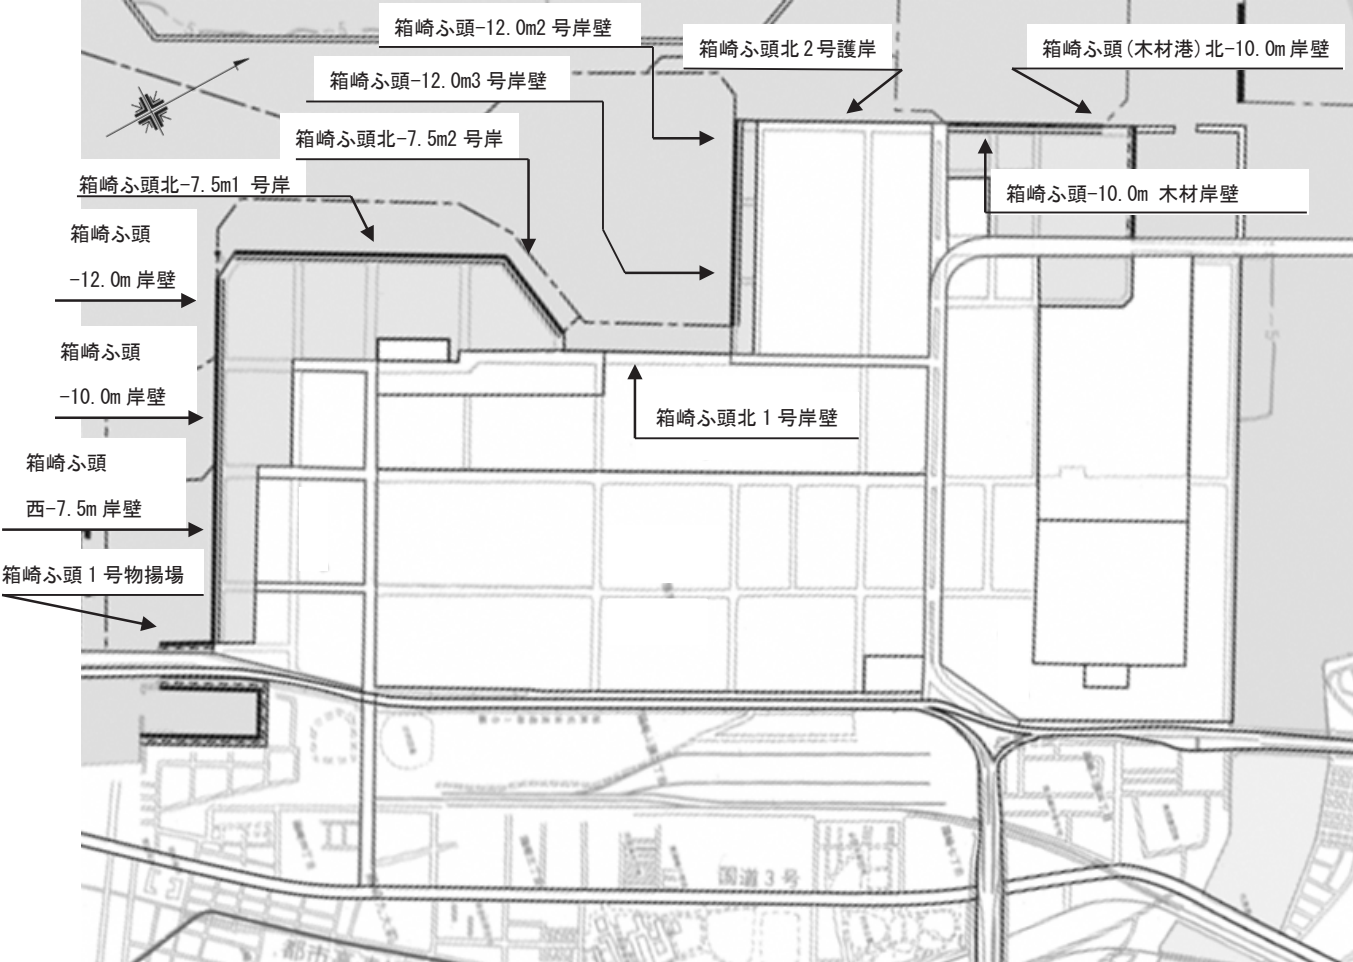 箱崎ふ頭-12.0m2 号岸壁
箱崎ふ頭北 2 号護岸
箱崎ふ頭(木材港)北-10.0m 岸壁
箱崎ふ頭-12.0m3 号岸壁
箱崎ふ頭北-7.5m2 号岸
箱崎ふ頭北-7.5m1 号岸
箱崎ふ頭-10.0m 木材岸壁
箱崎ふ頭
-12.0m 岸壁
箱崎ふ頭
-10.0m 岸壁
箱崎ふ頭北 1 号岸壁
箱崎ふ頭
西-7.5m 岸壁
箱崎ふ頭 1 号物揚場
国道3号
都市高